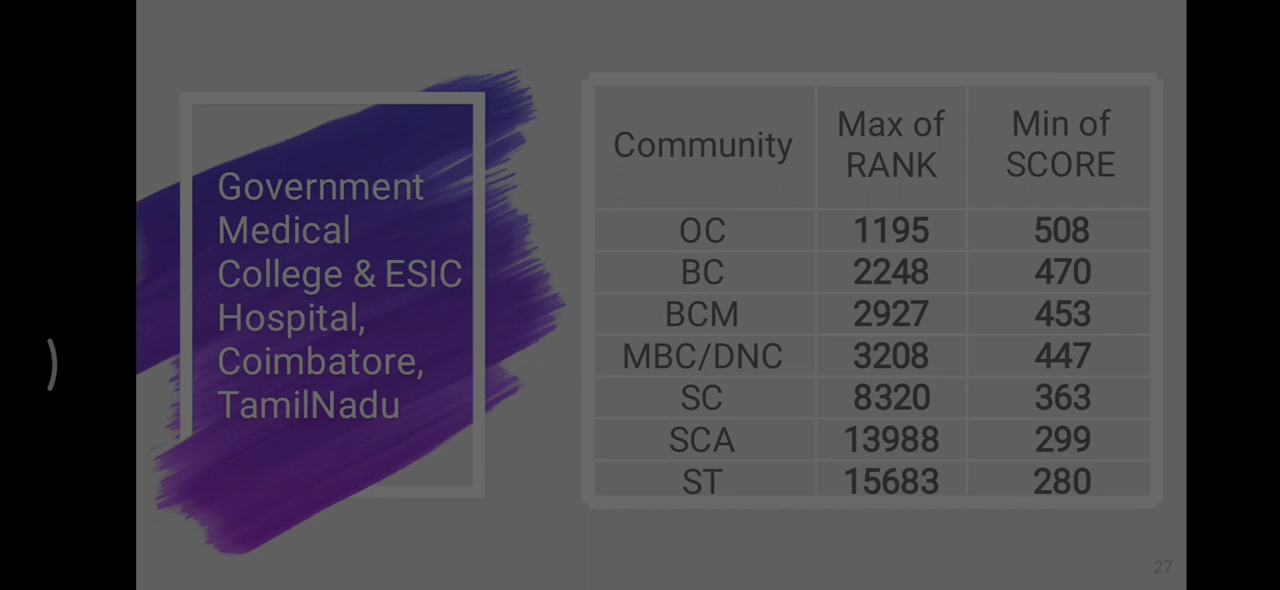 Government
Medical
College & ESIC
Hospital,
Coimbatore,
TamilNadu
Community Max of RANK Min of SCORE
OC 1195 508
BC 2248 470
BCM 2927 453
MBC/DNC 3208 447
SC 8320 363
SCA 13988 299
ST 15683 280
27